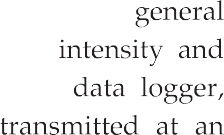 general
intensity and
data logger,
transmitted at an